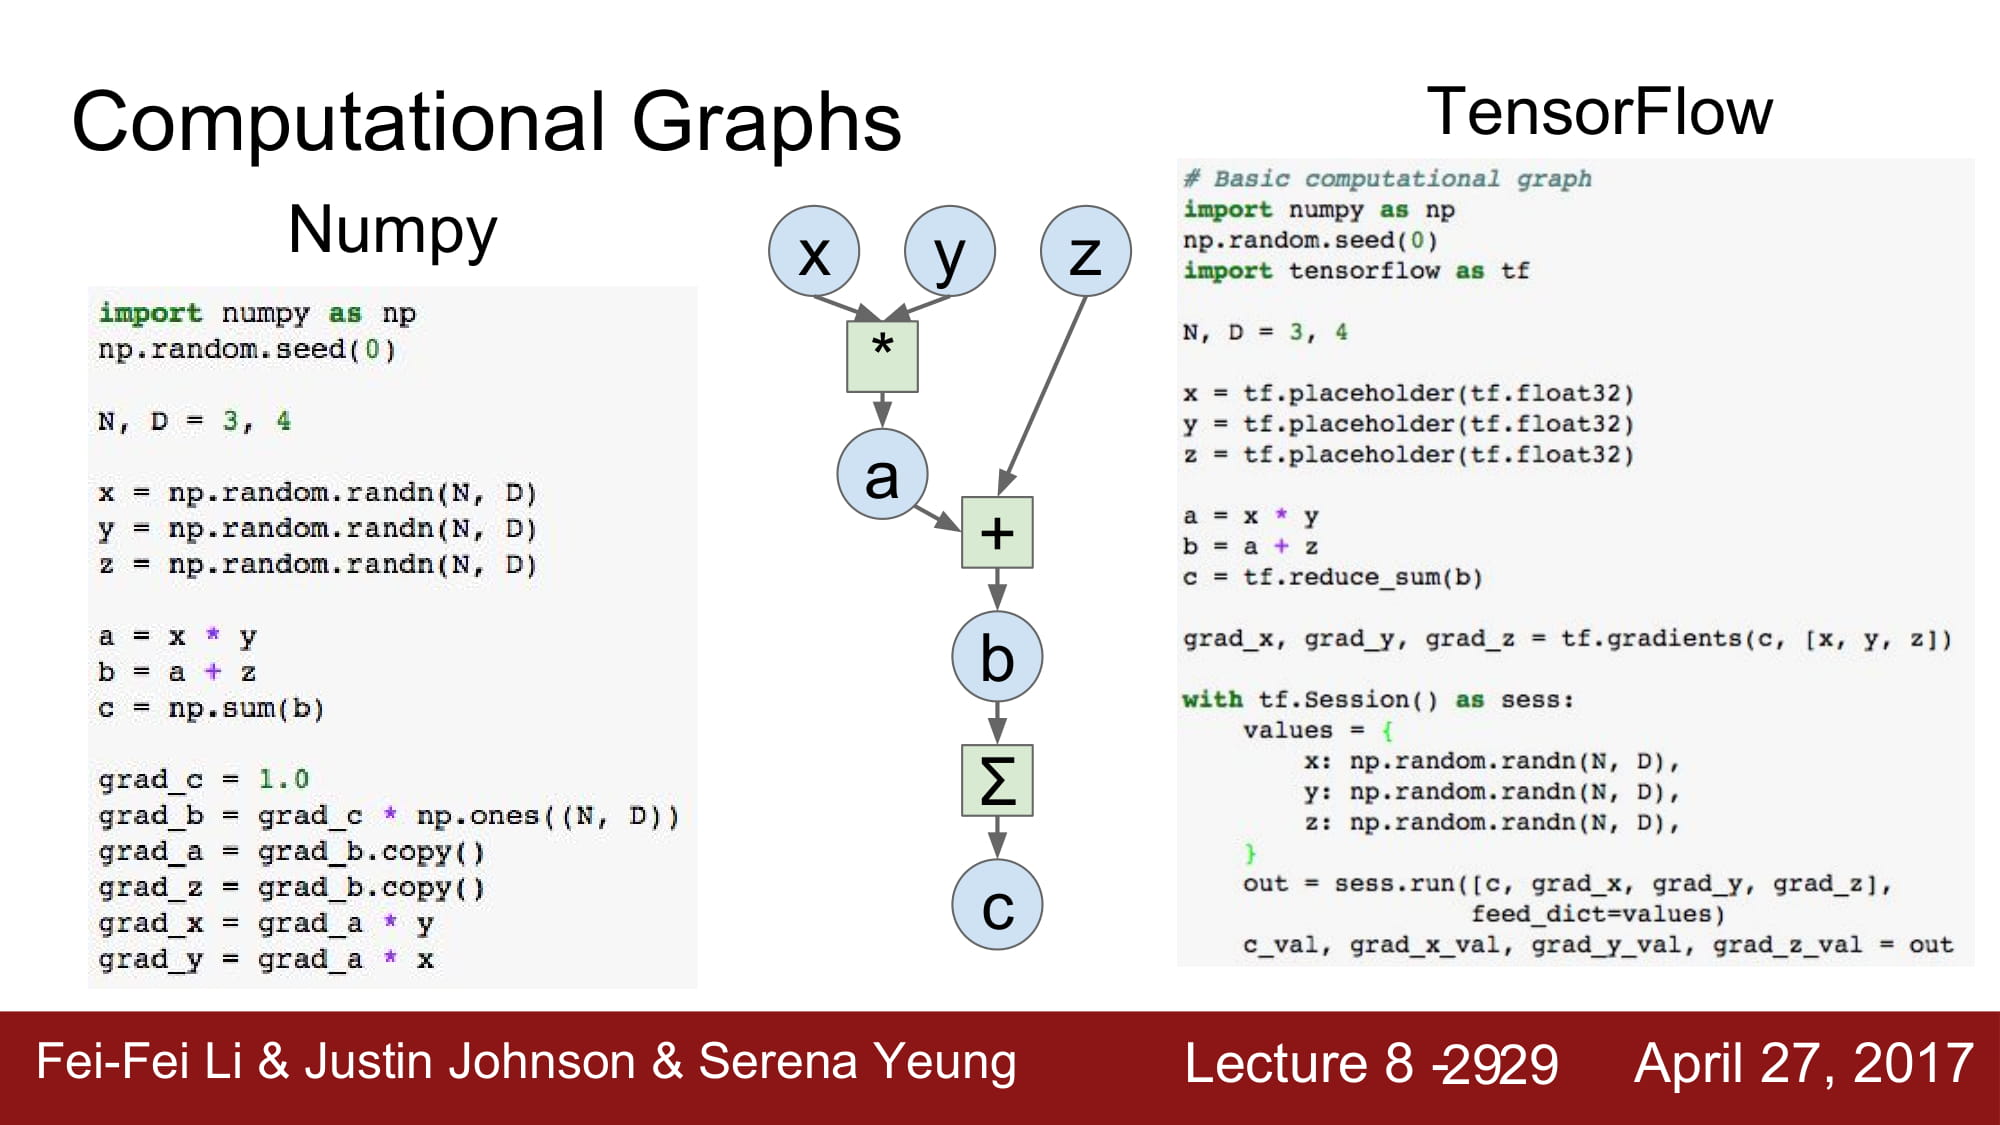 Computational Graphs
Numpy
import numpy as np
np.random.seed(0)
N, D = 3, 4
x = np.random.randn(N, D)
y = np.random.randn(N, D)
z = np.random.randn(N, D)
a = x * y
b = a + z
c = np.sum(b)
grad_c = 1.0
grad_b = grad_c * np.ones((N, D))
grad_a = grad_b.copy()
grad_z = grad_b.copy()
grad_x = grad_a * y
grad_y = grad_a * x
x y z
*
a
+
b
Σ
c
TensorFlow
# Basic computational graph
import numpy as np
np.random.seed(0)
import tensorflow as tf
N, D = 3, 4
x = tf.placeholder(tf.float32)
y = tf.placeholder(tf.float32)
z = tf.placeholder(tf.float32)
a = x * y
b = a + z
c = tf.reduce_sum(b)
grad_x, grad_y, grad_z = tf.gradients(c, [x, y, z])
with tf.Session() as sess:
    values = {
        x: np.random.randn(N, D),
        y: np.random.randn(N, D),
        z: np.random.randn(N, D),
    }
    out = sess.run([c, grad_x, grad_y, grad_z],
                   feed_dict=values)
    c_val, grad_x_val, grad_y_val, grad_z_val = out
Fei-Fei Li & Justin Johnson & Serena Yeung Lecture 8 -2929 April 27, 2017